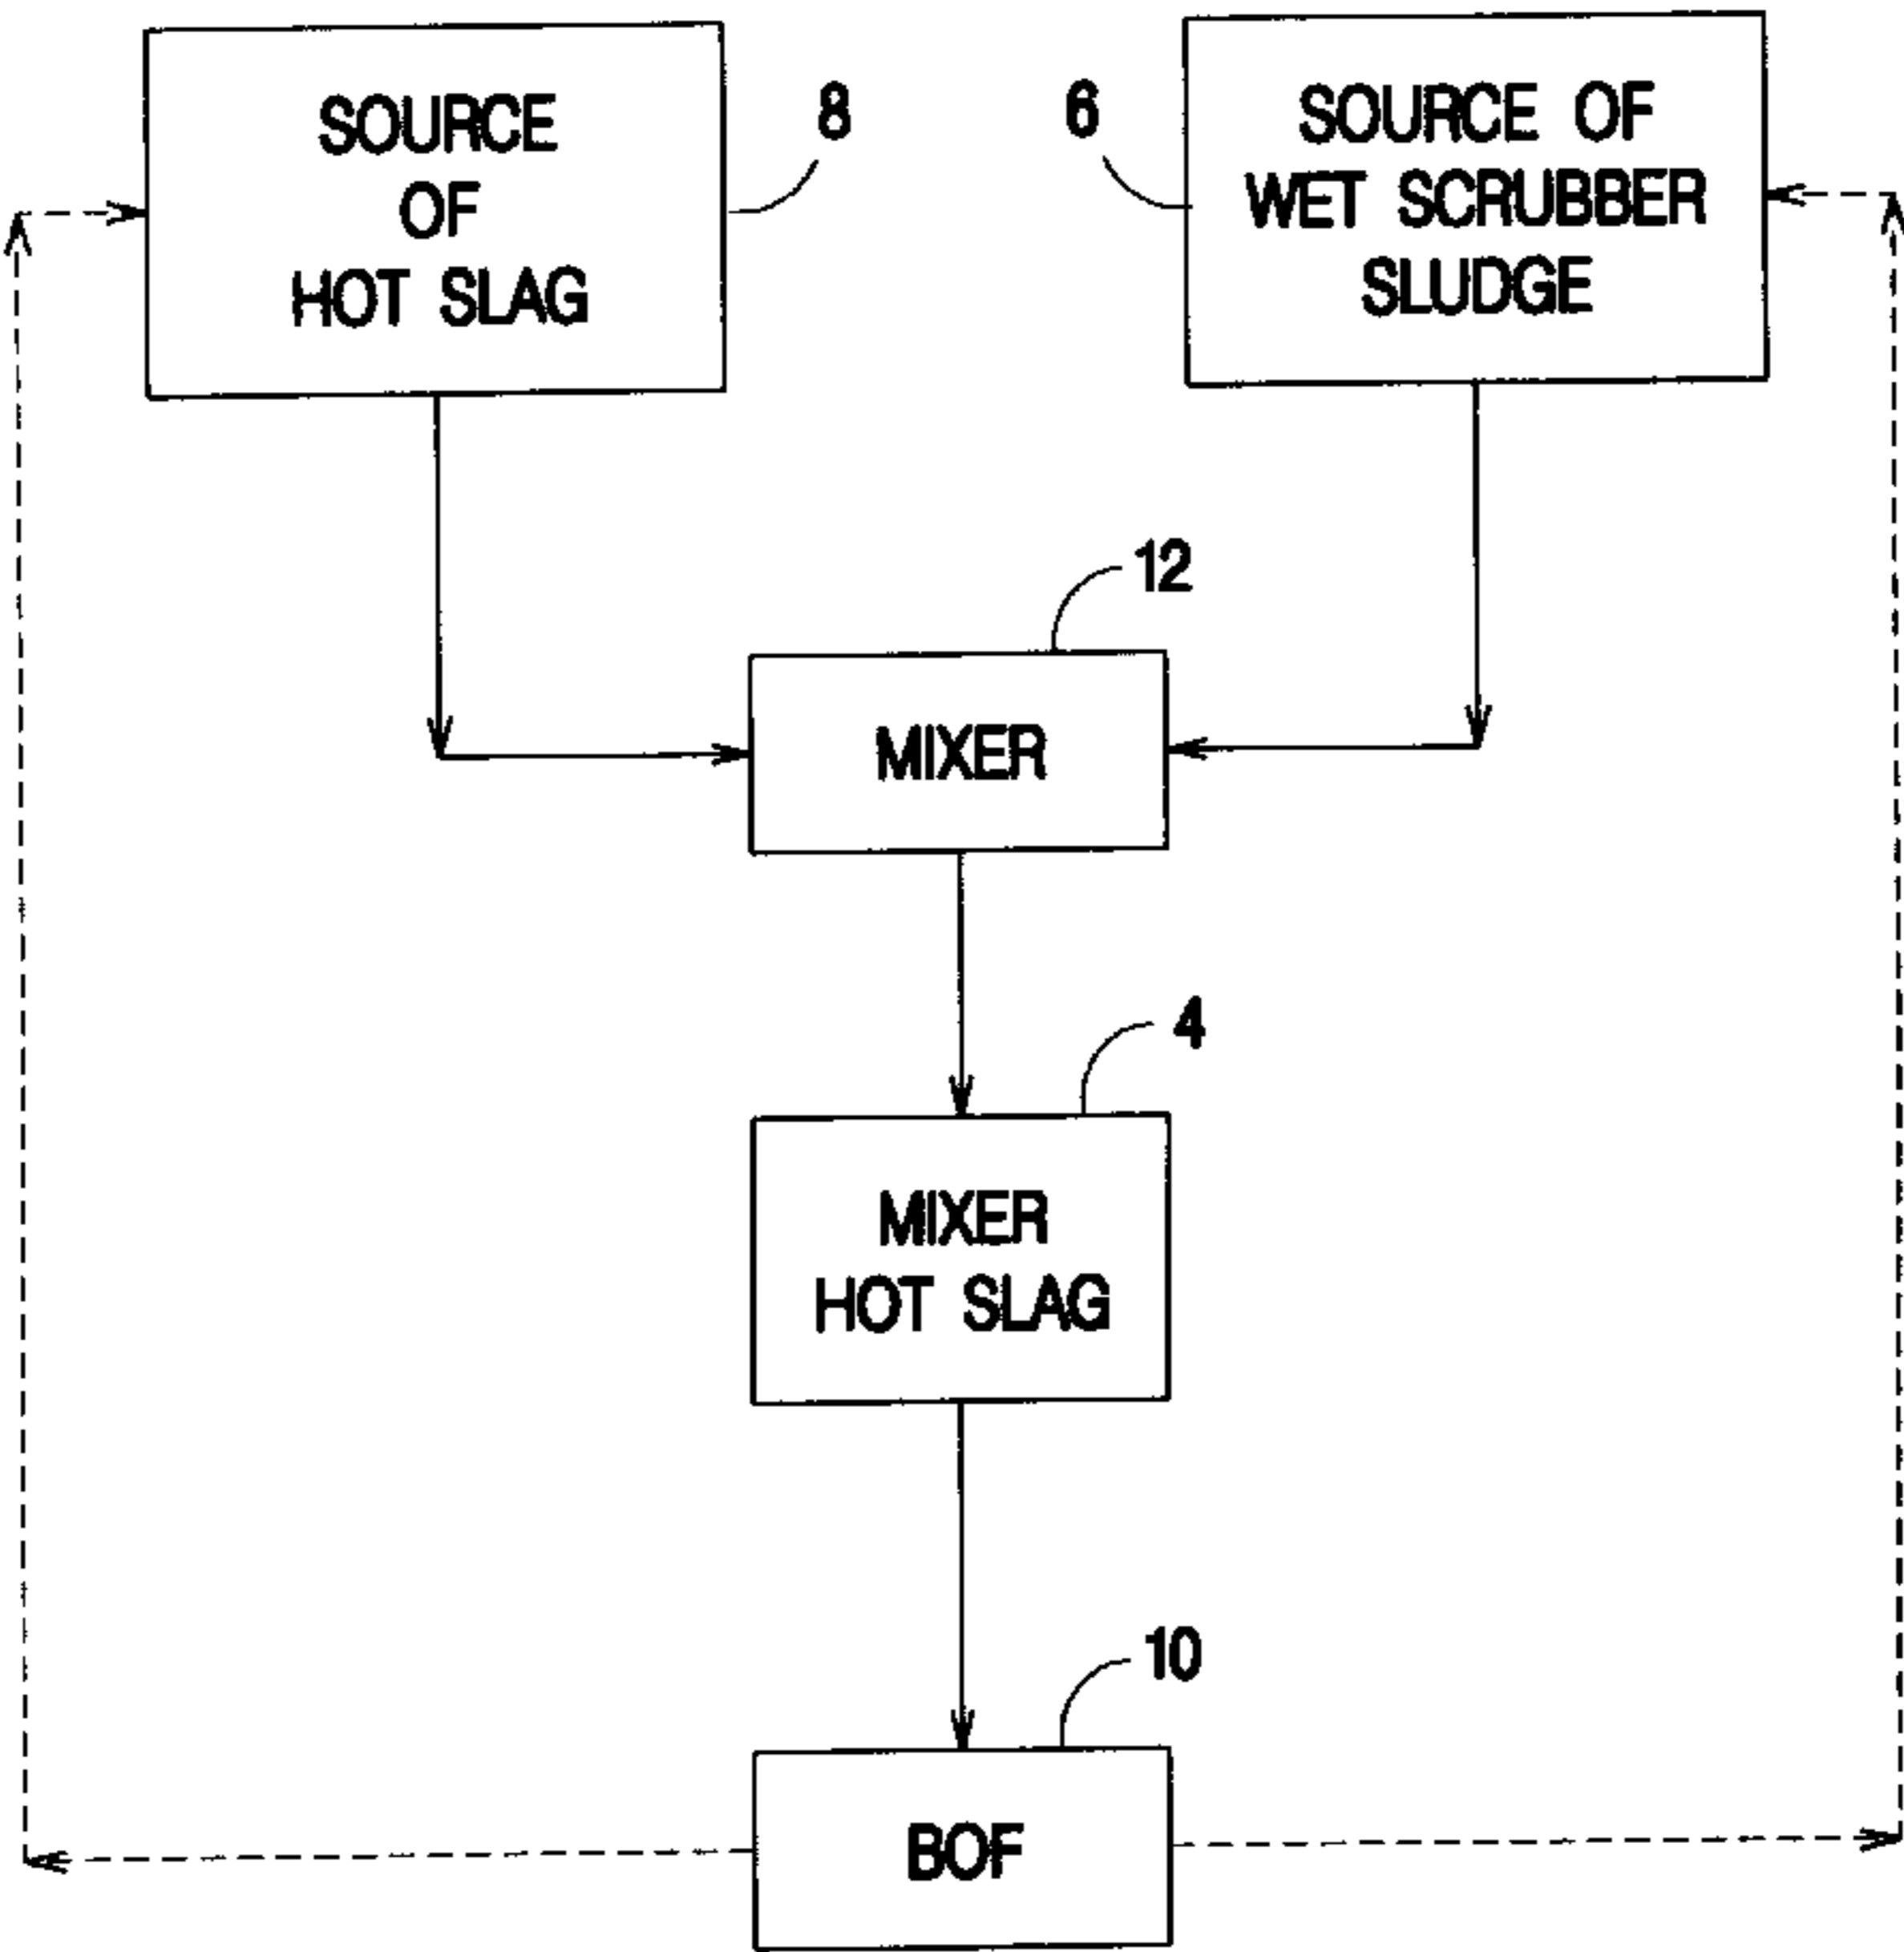 SOURCE
OF
HOT SLAG
8
6
SOURCE OF
WET SCRUBBER
SLUDGE
12
MIXER
4
MIXER
HOT SLAG
10
BOF